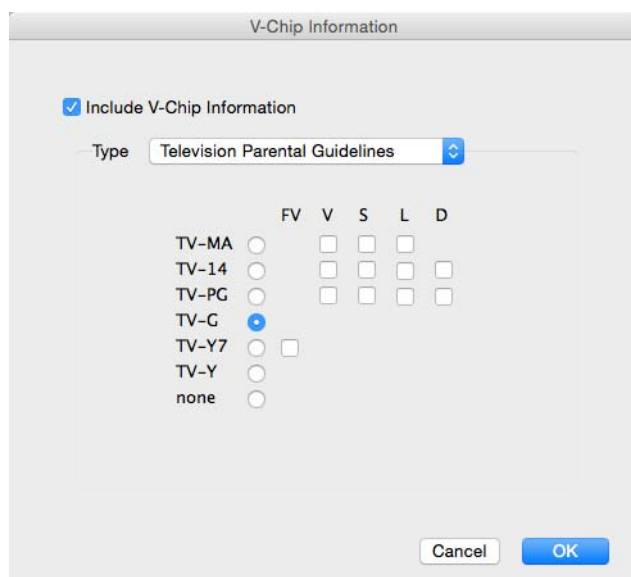 V-Chip Information
Include V-Chip Information
Type Television Parental Guidelines
FV V S L D
TV-MA
TV-14
TV-PG
TV-G
TV-Y7
TV-Y
none
Cancel OK